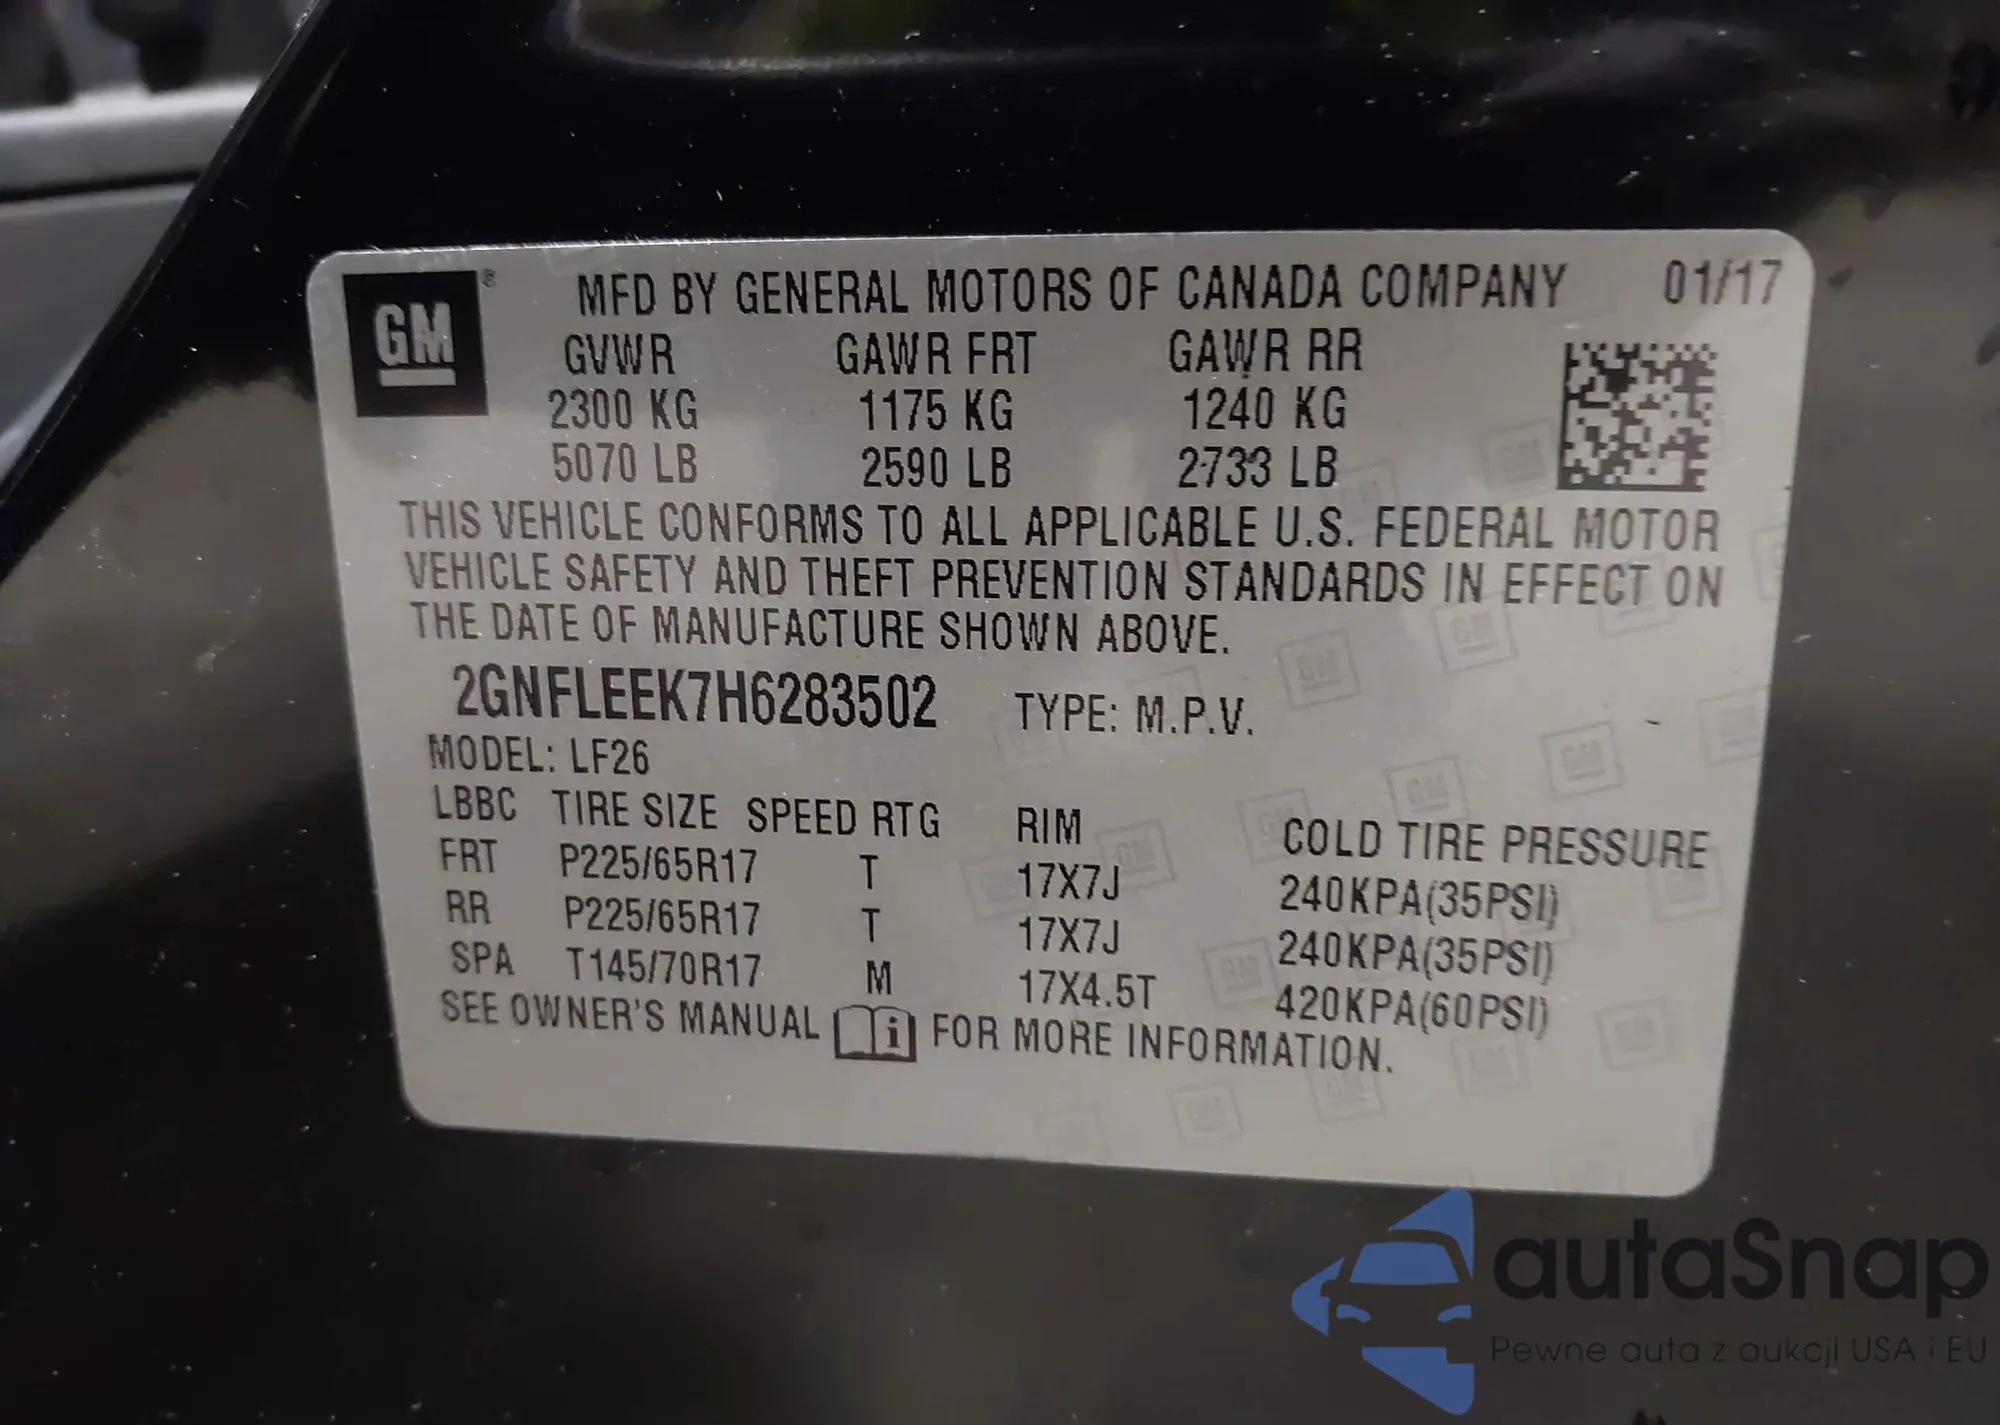 GM ® MFD BY GENERAL MOTORS OF CANADA COMPANY 01/17
GVWR GAWR FRT GAWR RR
2300 KG 1175 KG 1240 KG
5070 LB 2590 LB 2733 LB
THIS VEHICLE CONFORMS TO ALL APPLICABLE U.S. FEDERAL MOTOR
VEHICLE SAFETY AND THEFT PREVENTION STANDARDS IN EFFECT ON
THE DATE OF MANUFACTURE SHOWN ABOVE.
2GNFLEEK7H6283502 TYPE: M.P.V.
MODEL: LF26
LBBC TIRE SIZE SPEED RTG RIM COLD TIRE PRESSURE
FRT P225/65R17 T 17X7J 240KPA(35PSI)
RR P225/65R17 T 17X7J 240KPA(35PSI)
SPA T145/70R17 M 17X4.5T 420KPA(60PSI)
SEE OWNER'S MANUAL i FOR MORE INFORMATION.
autaSnap
Pewne auta z aukcji USA i EU